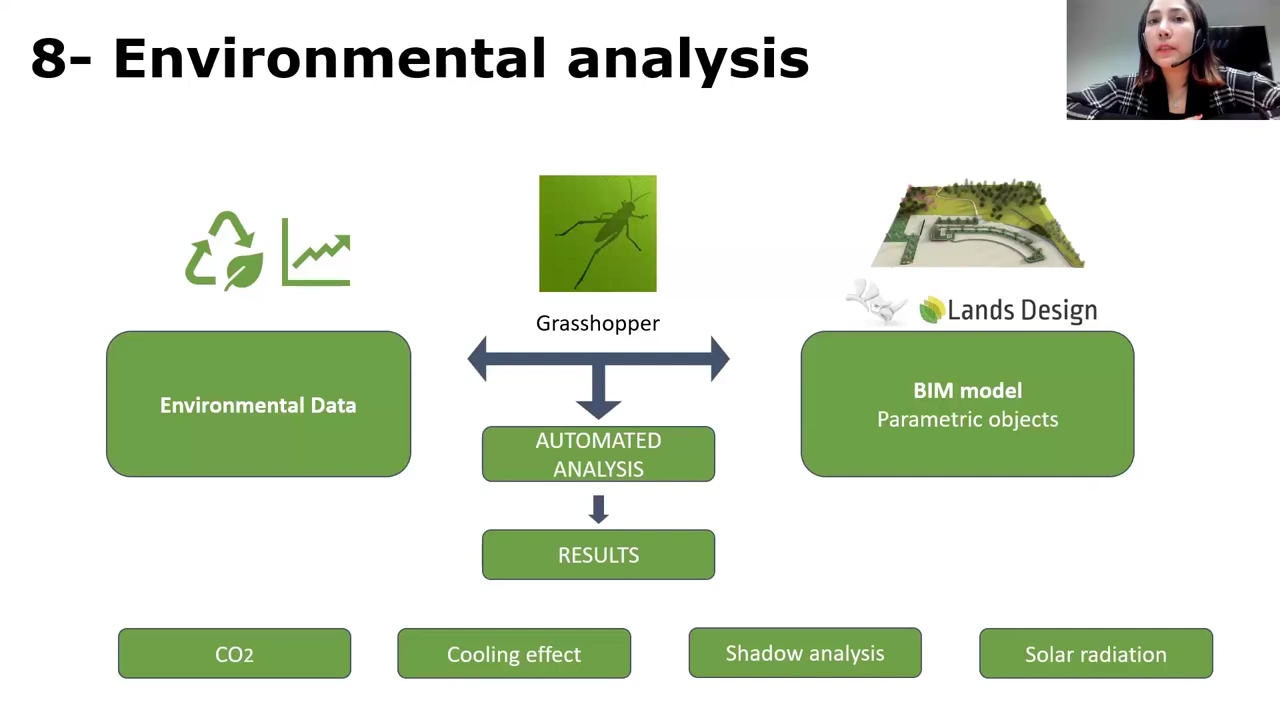 8- Environmental analysis
Grasshopper
Lands Design
Environmental Data
BIM model
Parametric objects
AUTOMATED
ANALYSIS
RESULTS
CO2
Cooling effect
Shadow analysis
Solar radiation